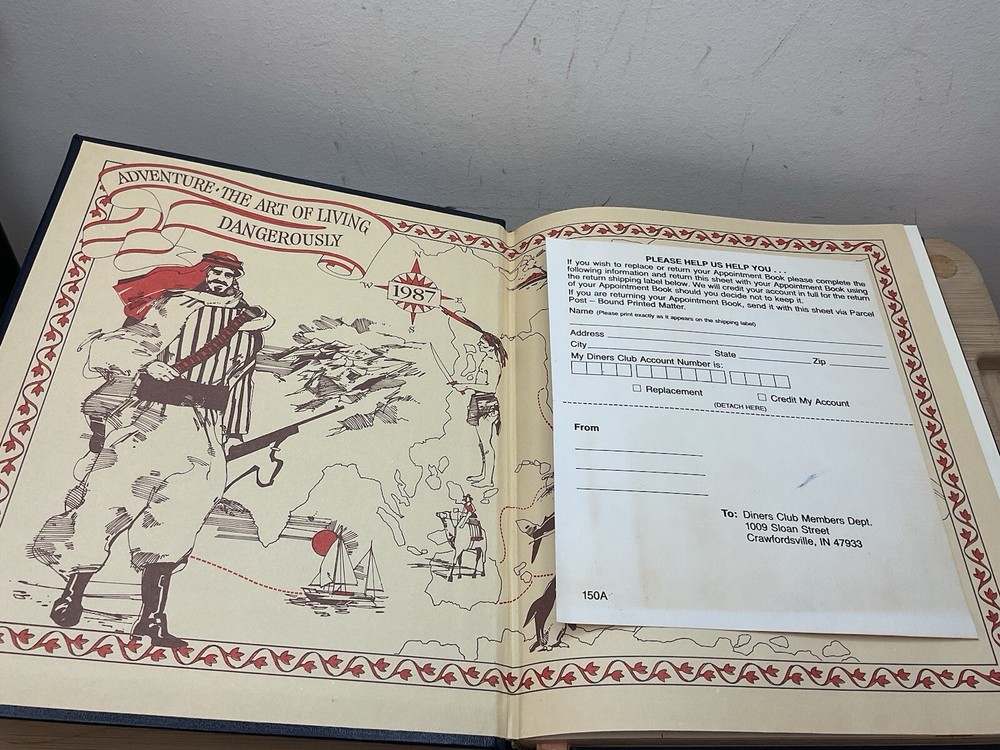 ADVENTURE · THE ART OF LIVING
DANGEROUSLY
N
W
1987
E
S
PLEASE HELP US HELP YOU . . .
If you wish to replace or return your Appointment Book please complete the
following information and return this sheet with your Appointment Book using
the return shipping label below. We will credit your account in full for the return
of your Appointment Book should you decide not to keep it.
If you are returning your Appointment Book, send it with this sheet via Parcel
Post – Bound Printed Matter.
Name (Please print exactly as it appears on the shipping label)
Address
City State Zip
My Diners Club Account Number is:
Replacement
Credit My Account
(DETACH HERE)
From
To: Diners Club Members Dept.
1009 Sloan Street
Crawfordsville, IN 47933
150A